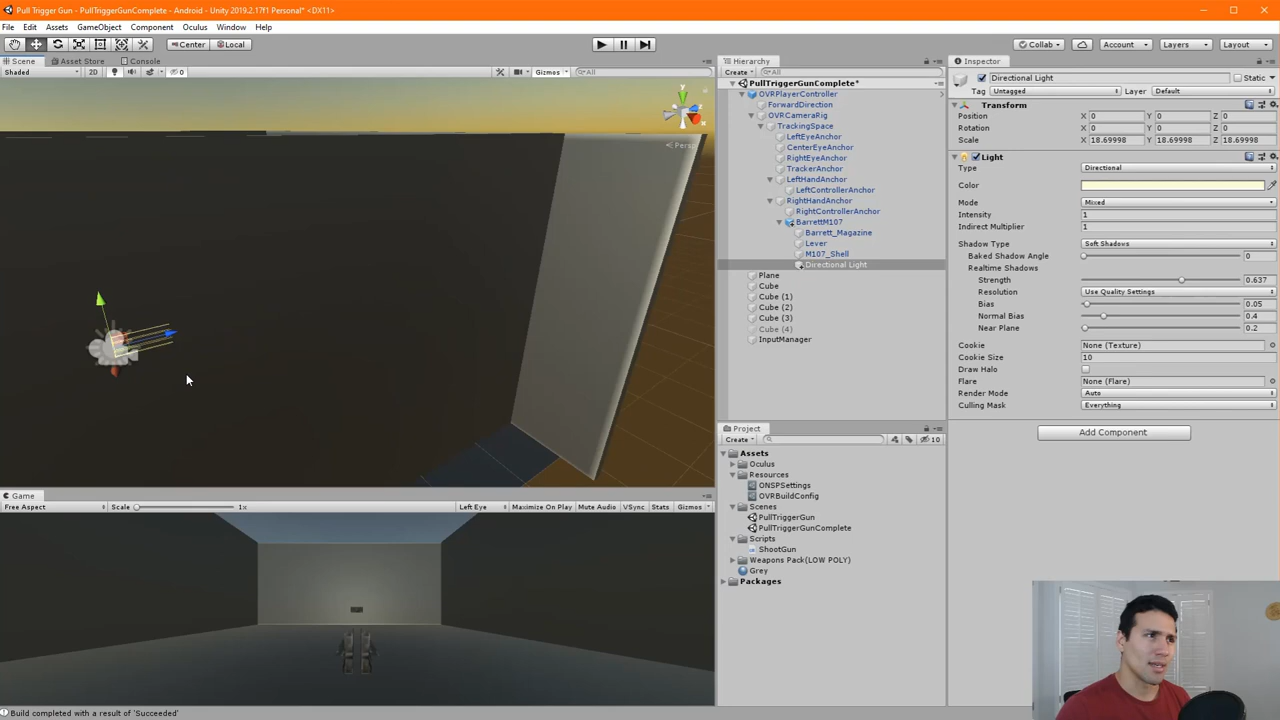 Pull Trigger Gun - PullTriggerGunComplete - Android - Unity 2019.2.17f1 Personal* <DX11>
File Edit Assets GameObject Component Oculus Window Help
Center Local Collab Account Layers Layout
Scene Asset Store Console
Shaded 2D Gizmos All
y
z
Persp
Hierarchy
Create All
PullTriggerGunComplete*
OVRPlayerController
ForwardDirection
OVRCameraRig
TrackingSpace
LeftEyeAnchor
CenterEyeAnchor
RightEyeAnchor
TrackerAnchor
LeftHandAnchor
LeftControllerAnchor
RightHandAnchor
RightControllerAnchor
BarrettM107
Barrett_Magazine
Lever
M107_Shell
Directional Light
Plane
Cube
Cube (1)
Cube (2)
Cube (3)
Cube (4)
InputManager
Inspector
Directional Light Static
Tag Untagged Layer Default
Transform
Position X 0 Y 0 Z 0
Rotation X 0 Y 0 Z 0
Scale X 18.69998 Y 18.69998 Z 18.69998
Light
Type Directional
Color
Mode Mixed
Intensity 1
Indirect Multiplier 1
Shadow Type Soft Shadows
Baked Shadow Angle 0
Realtime Shadows
Strength 0.637
Resolution Use Quality Settings
Bias 0.05
Normal Bias 0.4
Near Plane 0.2
Cookie None (Texture)
Cookie Size 10
Draw Halo
Flare None (Flare)
Render Mode Auto
Culling Mask Everything
Add Component
Project
Create 10
Assets
Oculus
Resources
ONSPSettings
OVRBuildConfig
Scenes
PullTriggerGun
PullTriggerGunComplete
Scripts
ShootGun
Weapons Pack(LOW POLY)
Grey
Packages
Game
Free Aspect Scale 1x Left Eye Maximize On Play Mute Audio VSync Stats Gizmos
Build completed with a result of 'Succeeded'